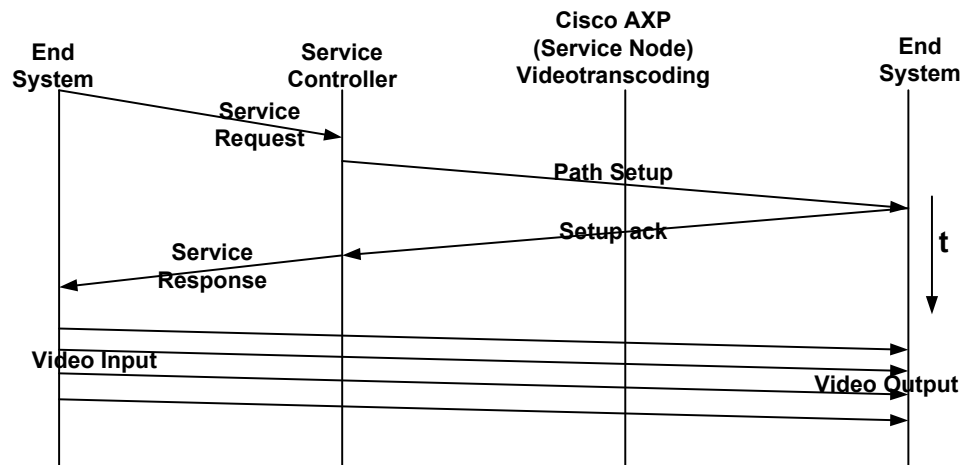 End
System
Service
Controller
Cisco AXP
(Service Node)
Videotranscoding
End
System
Service
Request
Path Setup
Setup ack
Service
Response
t
Video Input
Video Output